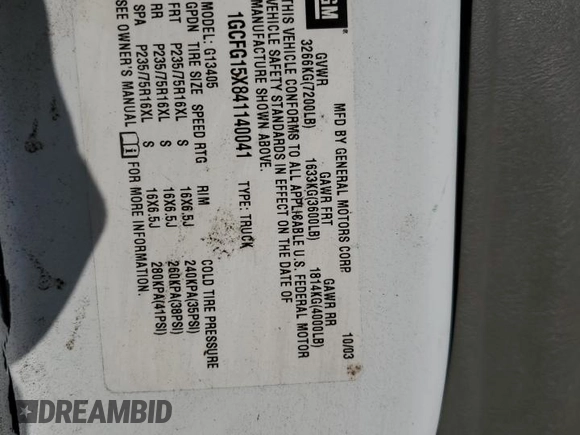 GM
MFD BY GENERAL MOTORS CORP 10/03
GVWR GAWR FRT GAWR RR
3266KG(7200LB) 1633KG(3600LB) 1814KG(4000LB)
THIS VEHICLE CONFORMS TO ALL APPLICABLE U.S. FEDERAL MOTOR
VEHICLE SAFETY STANDARDS IN EFFECT ON THE DATE OF
MANUFACTURE SHOWN ABOVE.
1GCFG15X841140041 TYPE: TRUCK
MODEL: G13405
GPDN TIRE SIZE SPEED RTG RIM COLD TIRE PRESSURE
FRT P235/75R16XL S 16X6.5J 240KPA(35PSI)
RR P235/75R16XL S 16X6.5J 260KPA(38PSI)
SPA P235/75R16XL S 16X6.5J 280KPA(41PSI)
SEE OWNER'S MANUAL FOR MORE INFORMATION.
DREAMBID